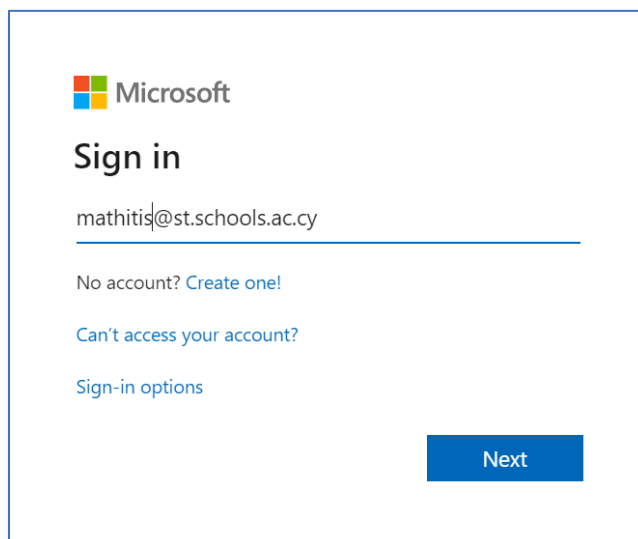 Microsoft
Sign in
mathitis@st.schools.ac.cy
No account? Create one!
Can't access your account?
Sign-in options
Next